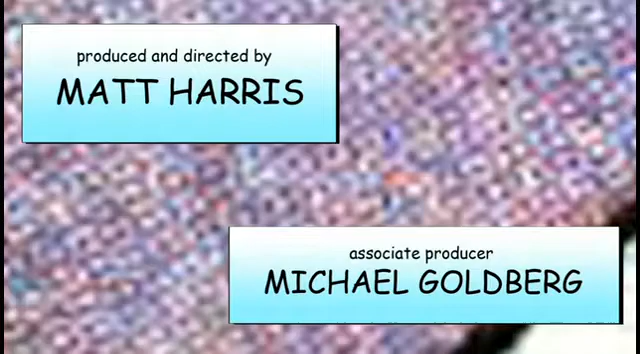 produced and directed by
MATT HARRIS
associate producer
MICHAEL GOLDBERG